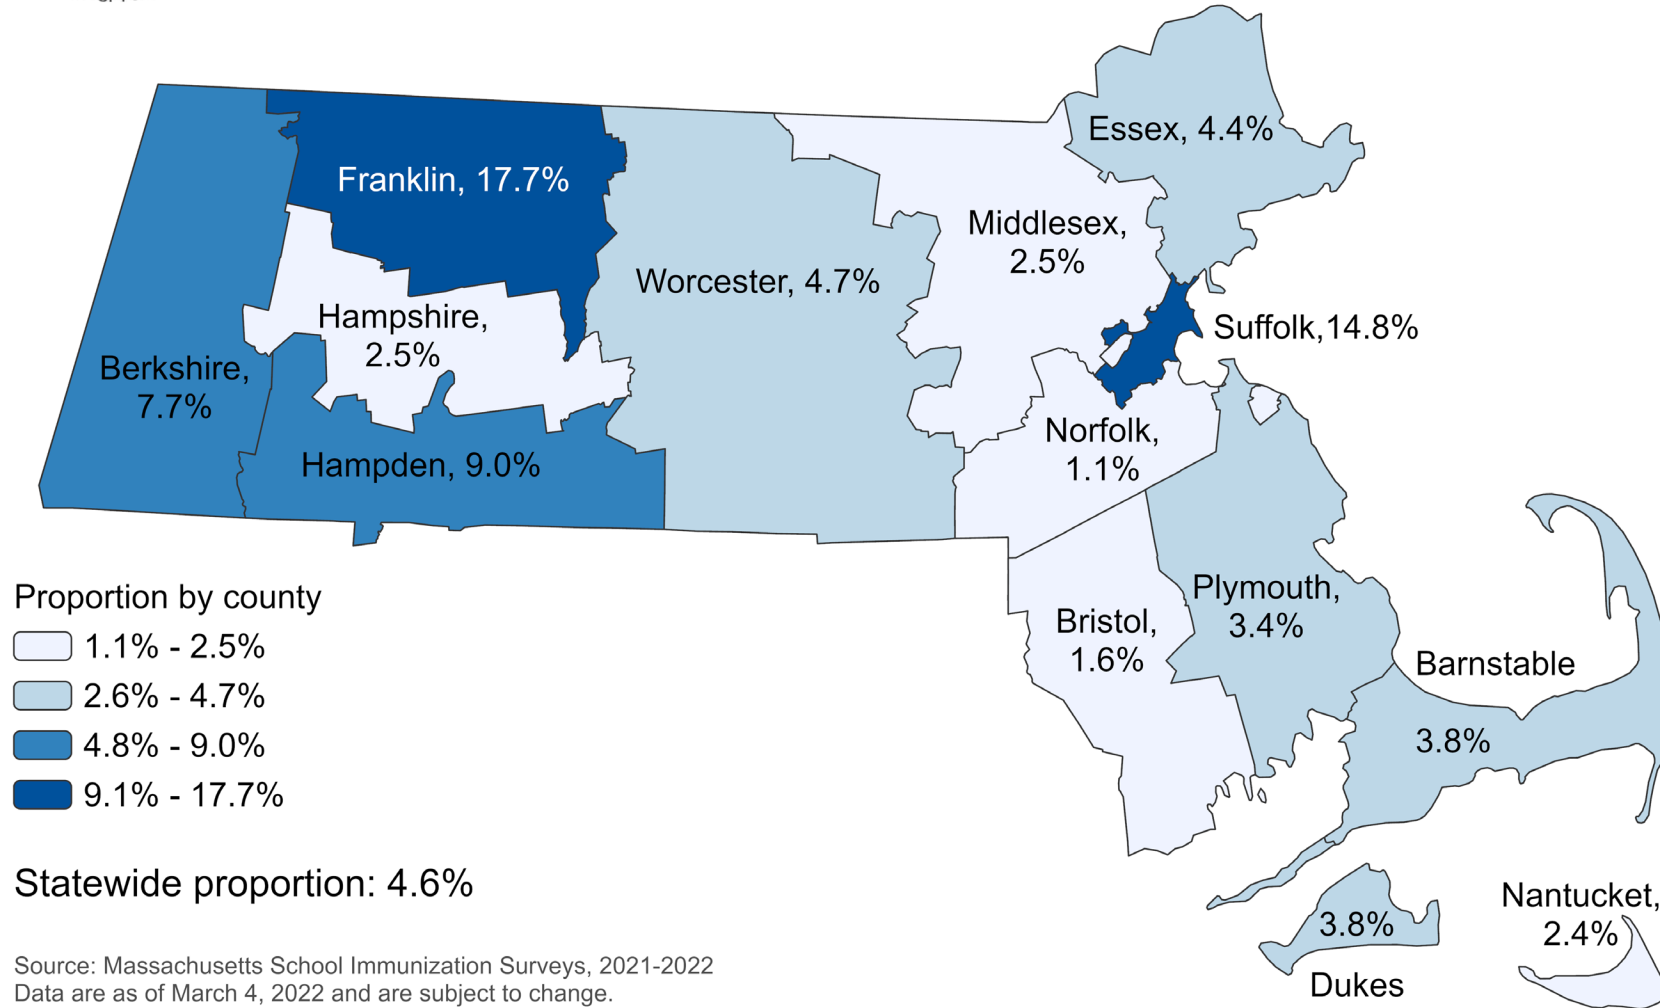 Essex, 4.4%
Franklin, 17.7%
Middlesex,
2.5%
Worcester, 4.7%
Hampshire,
2.5%
Suffolk,14.8%
Berkshire,
7.7%
Norfolk,
1.1%
Hampden, 9.0%
Plymouth,
3.4%
Bristol,
1.6%
Barnstable
3.8%
Proportion by county
1.1% - 2.5%
2.6% - 4.7%
4.8% - 9.0%
9.1% - 17.7%
Statewide proportion: 4.6%
Nantucket,
2.4%
3.8%
Dukes
Source: Massachusetts School Immunization Surveys, 2021-2022
Data are as of March 4, 2022 and are subject to change.